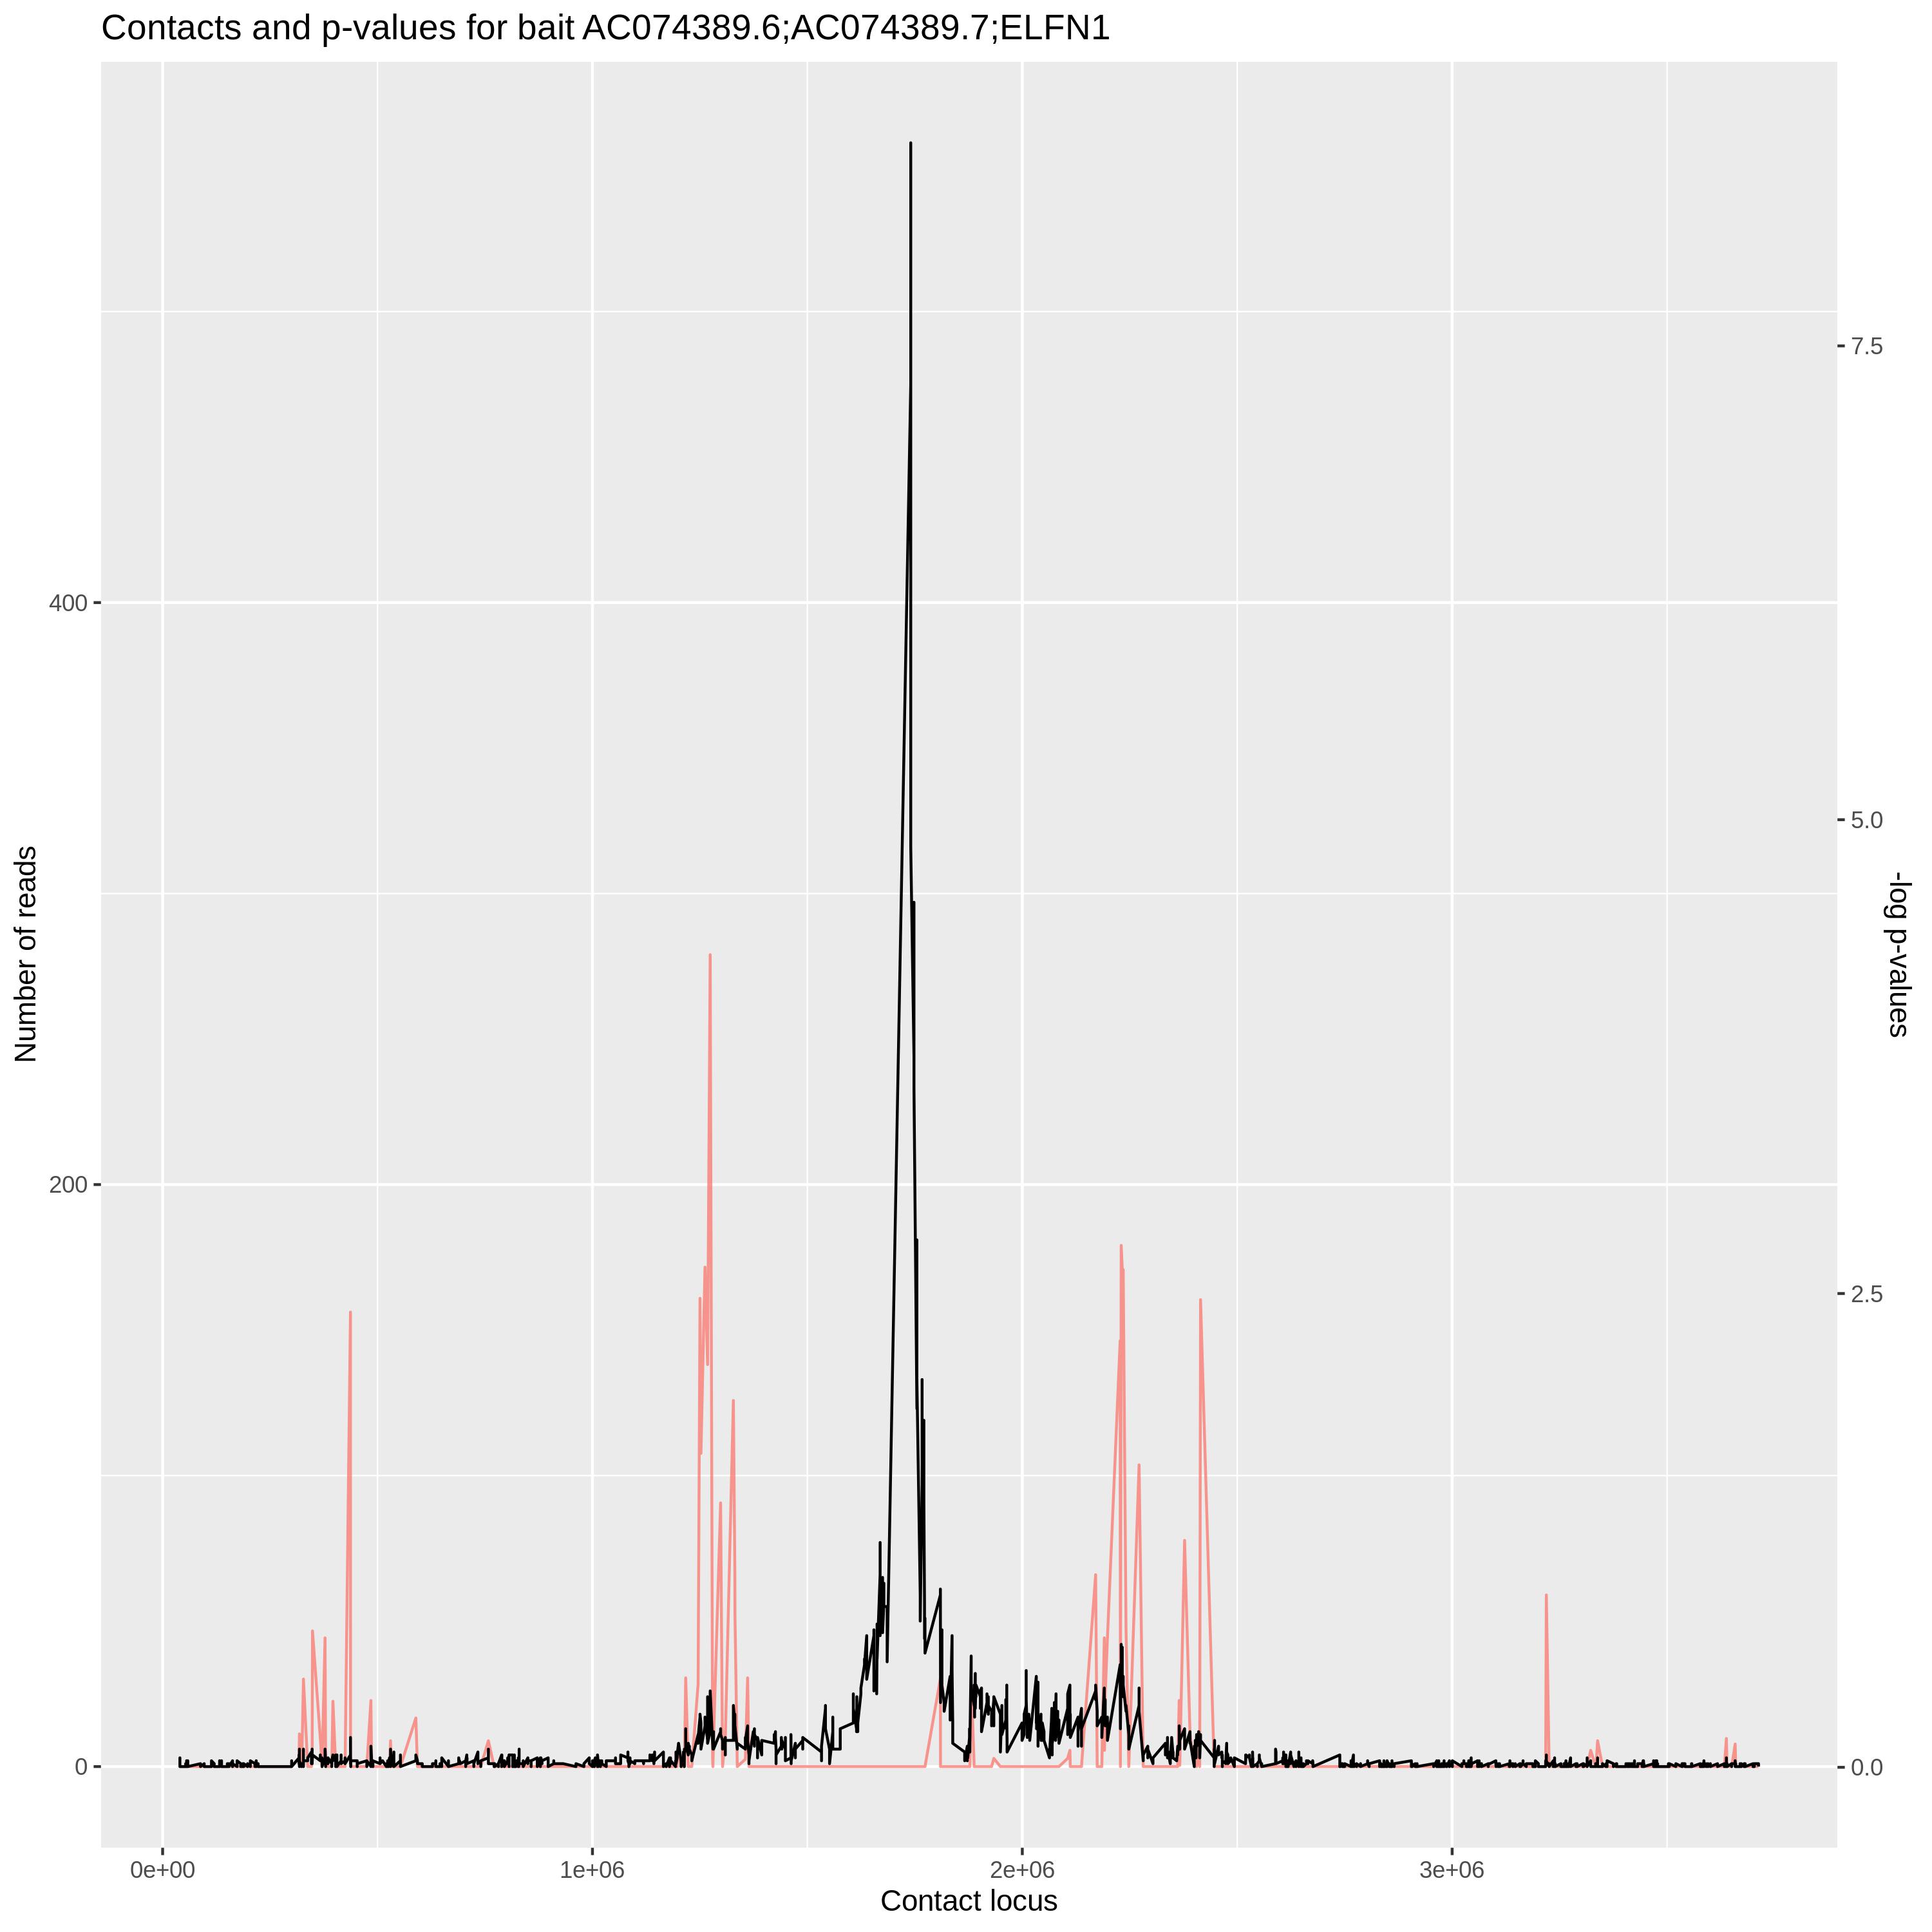 Contacts and p-values for bait AC074389.6;AC074389.7;ELFN1
Number of reads
400
200
0
7.5
5.0
2.5
0.0
-log p-values
0e+00
1e+06
2e+06
3e+06
Contact locus